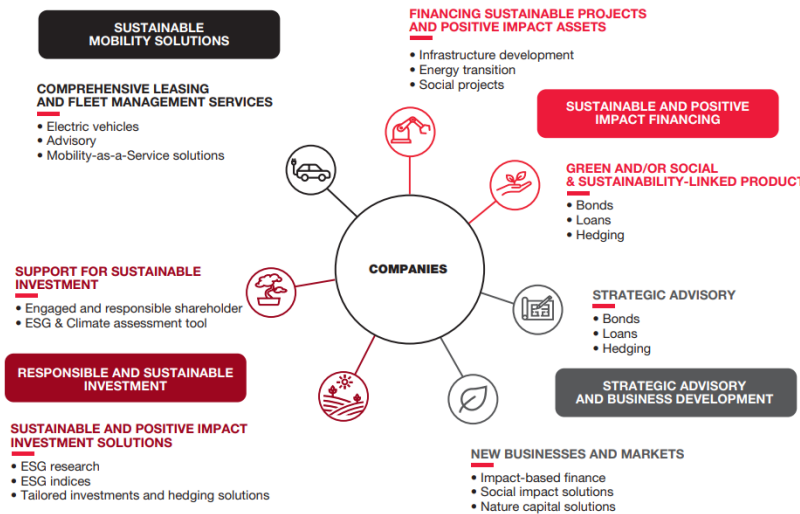 SUSTAINABLE
MOBILITY SOLUTIONS
COMPREHENSIVE LEASING
AND FLEET MANAGEMENT SERVICES
• Electric vehicles
• Advisory
• Mobility-as-a-Service solutions
FINANCING SUSTAINABLE PROJECTS
AND POSITIVE IMPACT ASSETS
• Infrastructure development
• Energy transition
• Social projects
SUSTAINABLE AND POSITIVE
IMPACT FINANCING
GREEN AND/OR SOCIAL
& SUSTAINABILITY-LINKED PRODUCT
• Bonds
• Loans
• Hedging
COMPANIES
SUPPORT FOR SUSTAINABLE
INVESTMENT
• Engaged and responsible shareholder
• ESG & Climate assessment tool
RESPONSIBLE AND SUSTAINABLE
INVESTMENT
SUSTAINABLE AND POSITIVE IMPACT
INVESTMENT SOLUTIONS
• ESG research
• ESG indices
• Tailored investments and hedging solutions
STRATEGIC ADVISORY
• Bonds
• Loans
• Hedging
STRATEGIC ADVISORY
AND BUSINESS DEVELOPMENT
NEW BUSINESSES AND MARKETS
• Impact-based finance
• Social impact solutions
• Nature capital solutions